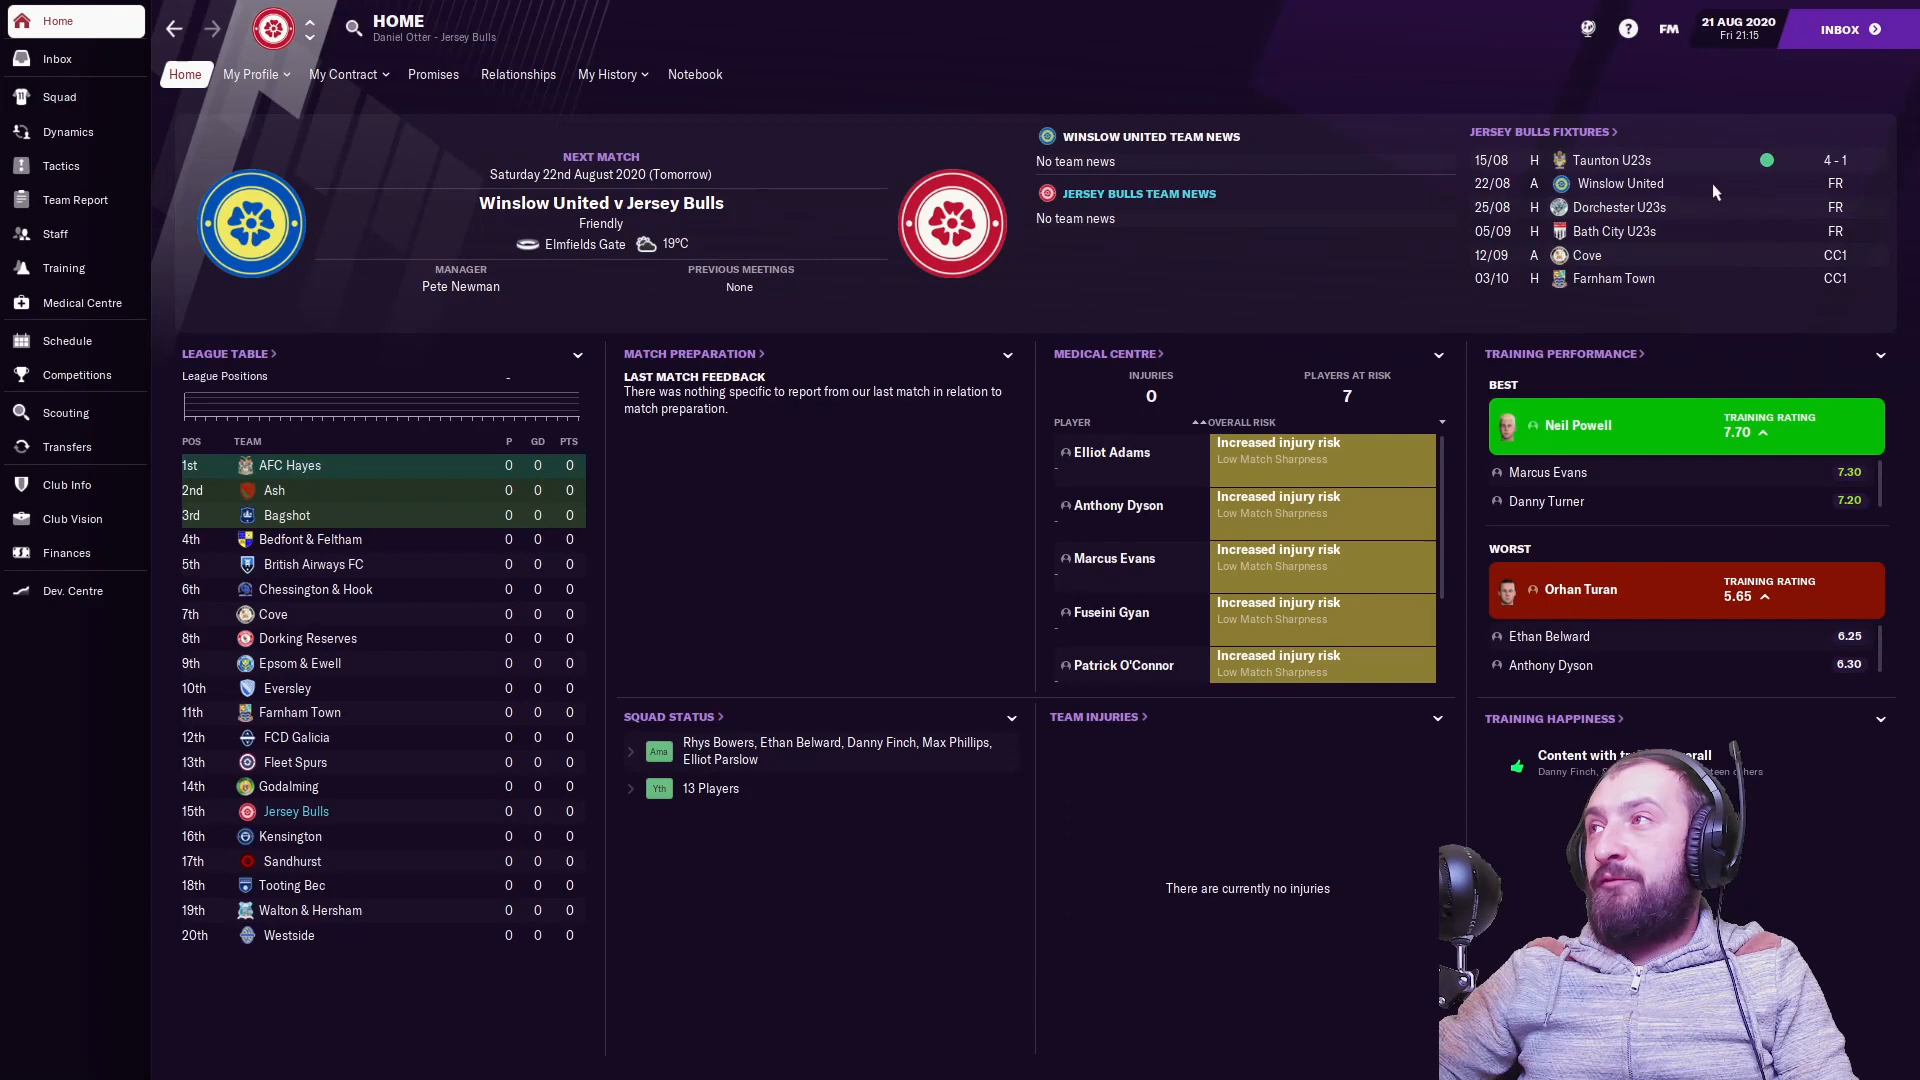 Home
Inbox
Squad
Dynamics
Tactics
Team Report
Staff
Training
Medical Centre
Schedule
Competitions
Scouting
Transfers
Club Info
Club Vision
Finances
Dev. Centre
HOME
Daniel Otter - Jersey Bulls
FM
21 AUG 2020
Fri 21:15
INBOX
Home My Profile My Contract Promises Relationships My History Notebook
NEXT MATCH
Saturday 22nd August 2020 (Tomorrow)
Winslow United v Jersey Bulls
Friendly
Elmfields Gate 19°C
MANAGER
Pete Newman
PREVIOUS MEETINGS
None
WINSLOW UNITED TEAM NEWS
No team news
JERSEY BULLS TEAM NEWS
No team news
JERSEY BULLS FIXTURES
15/08 H Taunton U23s 4 - 1
22/08 A Winslow United FR
25/08 H Dorchester U23s FR
05/09 H Bath City U23s FR
12/09 A Cove CC1
03/10 H Farnham Town CC1
LEAGUE TABLE
League Positions -
POS TEAM P GD PTS
1st AFC Hayes 0 0 0
2nd Ash 0 0 0
3rd Bagshot 0 0 0
4th Bedfont & Feltham 0 0 0
5th British Airways FC 0 0 0
6th Chessington & Hook 0 0 0
7th Cove 0 0 0
8th Dorking Reserves 0 0 0
9th Epsom & Ewell 0 0 0
10th Eversley 0 0 0
11th Farnham Town 0 0 0
12th FCD Galicia 0 0 0
13th Fleet Spurs 0 0 0
14th Godalming 0 0 0
15th Jersey Bulls 0 0 0
16th Kensington 0 0 0
17th Sandhurst 0 0 0
18th Tooting Bec 0 0 0
19th Walton & Hersham 0 0 0
20th Westside 0 0 0
MATCH PREPARATION
LAST MATCH FEEDBACK
There was nothing specific to report from our last match in relation to
match preparation.
MEDICAL CENTRE
INJURIES PLAYERS AT RISK
0 7
PLAYER OVERALL RISK
Elliot Adams Increased injury risk
- Low Match Sharpness
Anthony Dyson Increased injury risk
- Low Match Sharpness
Marcus Evans Increased injury risk
- Low Match Sharpness
Fuseini Gyan Increased injury risk
- Low Match Sharpness
Patrick O'Connor Increased injury risk
- Low Match Sharpness
TRAINING PERFORMANCE
BEST
Neil Powell TRAINING RATING
7.70
Marcus Evans 7.30
Danny Turner 7.20
WORST
Orhan Turan TRAINING RATING
5.65
Ethan Belward 6.25
Anthony Dyson 6.30
SQUAD STATUS
Ama Rhys Bowers, Ethan Belward, Danny Finch, Max Phillips,
Elliot Parslow
Yth 13 Players
TEAM INJURIES
There are currently no injuries
TRAINING HAPPINESS
Content with
Danny Finch,